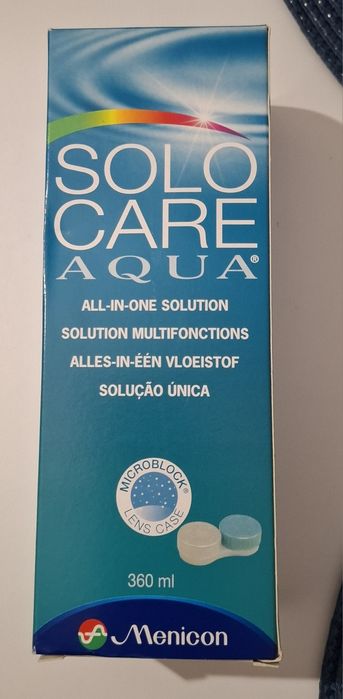 SOLO
CARE
AQUA®
ALL-IN-ONE SOLUTION
SOLUTION MULTIFONCTIONS
ALLES-IN-ÉÉN VLOEISTOF
SOLUÇÃO ÚNICA
MICROBLOCK®
LENS CASE
360 ml
Menicon